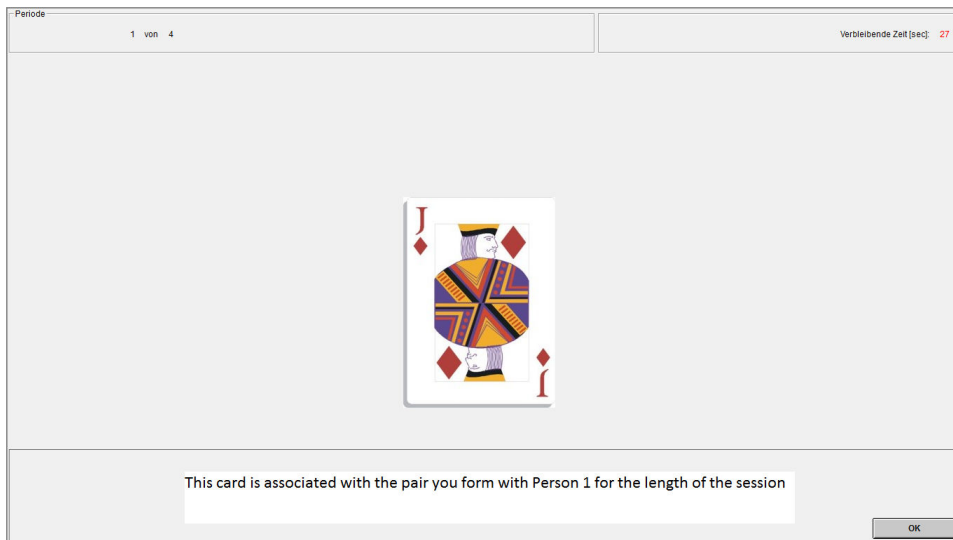 Periode
1 von 4
Verbleibende Zeit [sec]: 27
J
J
This card is associated with the pair you form with Person 1 for the length of the session
OK